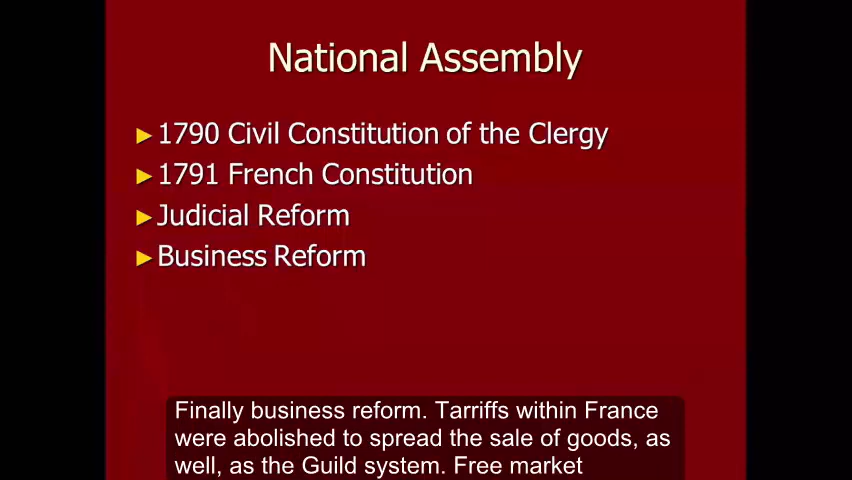 National Assembly
►1790 Civil Constitution of the Clergy
►1791 French Constitution
►Judicial Reform
►Business Reform
Finally business reform. Tarriffs within France
were abolished to spread the sale of goods, as
well, as the Guild system. Free market